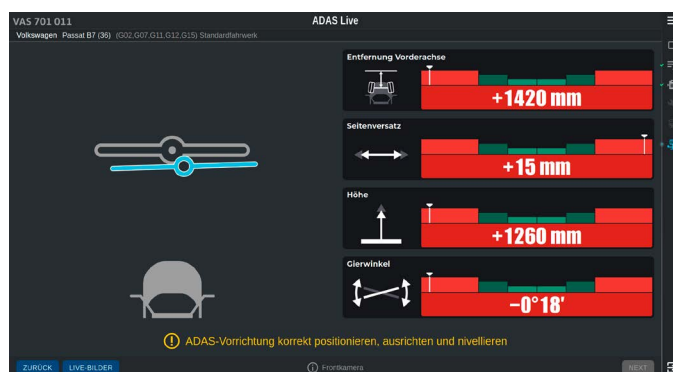 VAS 701 011
ADAS Live
Volkswagen Passat B7 (36) (G02,G07,G11,G12,G15) Standardfahrwerk
Entfernung Vorderachse
+1420 mm
Seitenversatz
+15 mm
Höhe
+1260 mm
Gierwinkel
−0°18'
ADAS-Vorrichtung korrekt positionieren, ausrichten und nivellieren
ZURÜCK
LIVE-BILDER
Frontkamera
NEXT